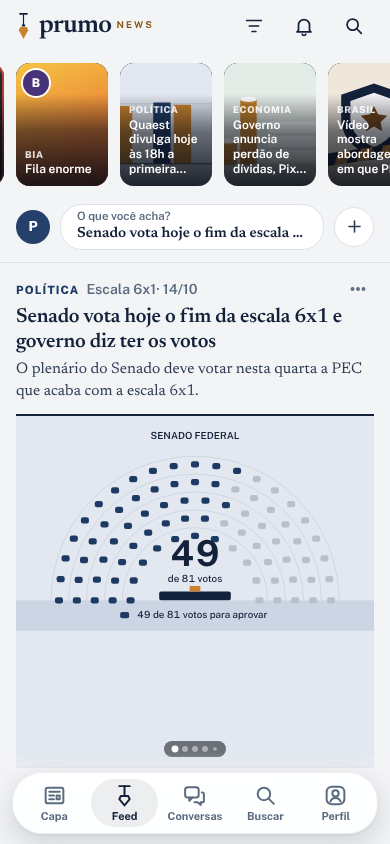 prumo NEWS
B
BIA
Fila enorme
POLÍTICA
Quaest
divulga hoje
às 18h a
primeira...
ECONOMIA
Governo
anuncia
perdão de
dívidas, Pix...
BRASIL
Vídeo
mostra
abordage
em que P
P
O que você acha?
Senado vota hoje o fim da escala ...
POLÍTICA Escala 6x1· 14/10
Senado vota hoje o fim da escala 6x1 e
governo diz ter os votos
O plenário do Senado deve votar nesta quarta a PEC
que acaba com a escala 6x1.
SENADO FEDERAL
49
de 81 votos
49 de 81 votos para aprovar
Capa
Feed
Conversas
Buscar
Perfil